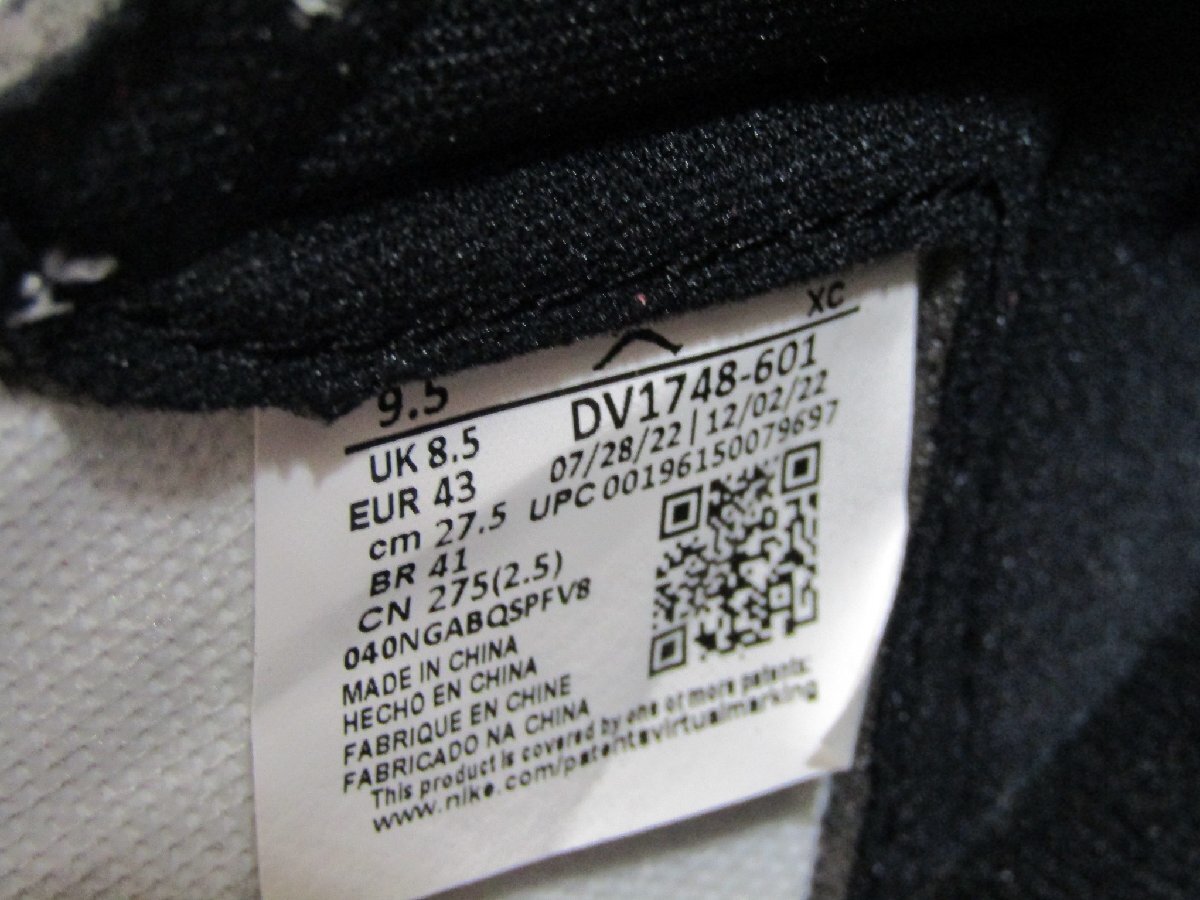 XC
9.5
UK 8.5 DV1748-601
EUR 43 07/28/22 | 12/02/22
cm 27.5 UPC 00196150079697
BR 41
CN 275(2.5)
040NGABQSPFV8
MADE IN CHINA
HECHO EN CHINA
FABRIQUE EN CHINE
FABRICADO NA CHINA
This product is covered by one or more patents:
www.nike.com/patentsvirtualmarking